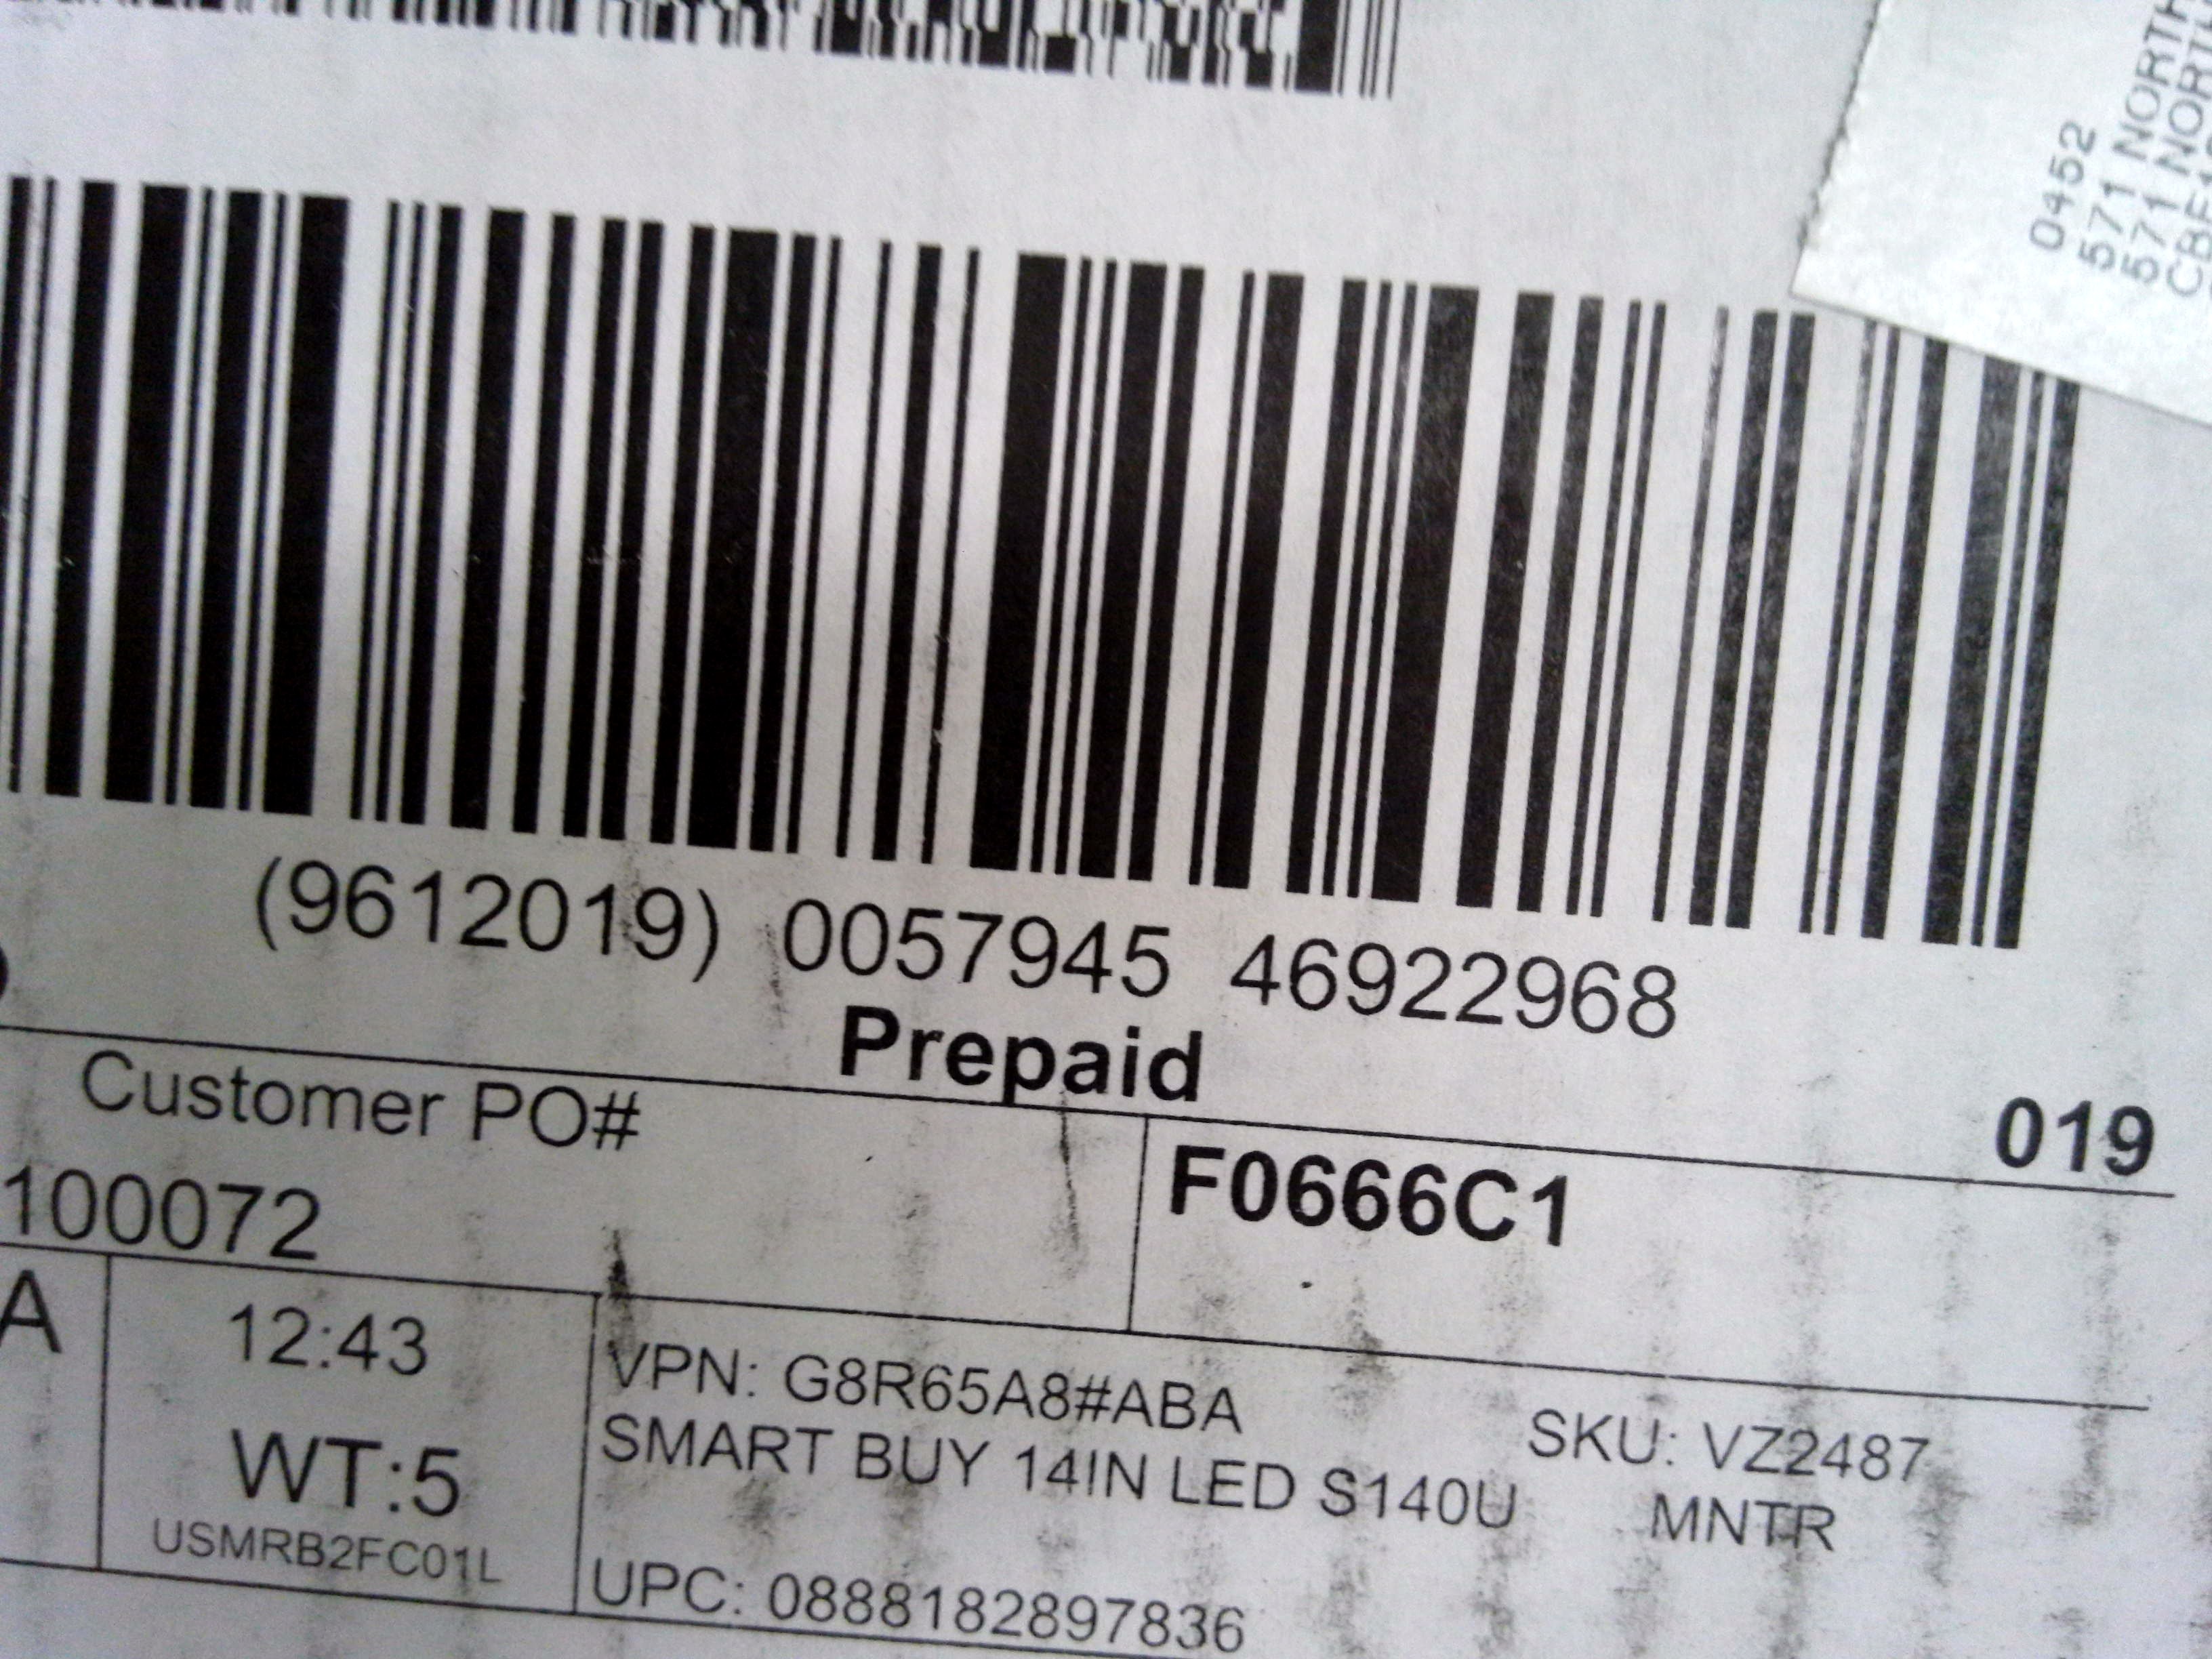 0452
571 NORTH
571 NORTH
(9612019) 0057945 46922968
Prepaid
019
Customer PO#
100072
F0666C1
A
12:43
WT:5
USMRB2FC01L
VPN: G8R65A8#ABA
SKU: VZ2487
SMART BUY 14IN LED S140U MNTR
UPC: 0888182897836